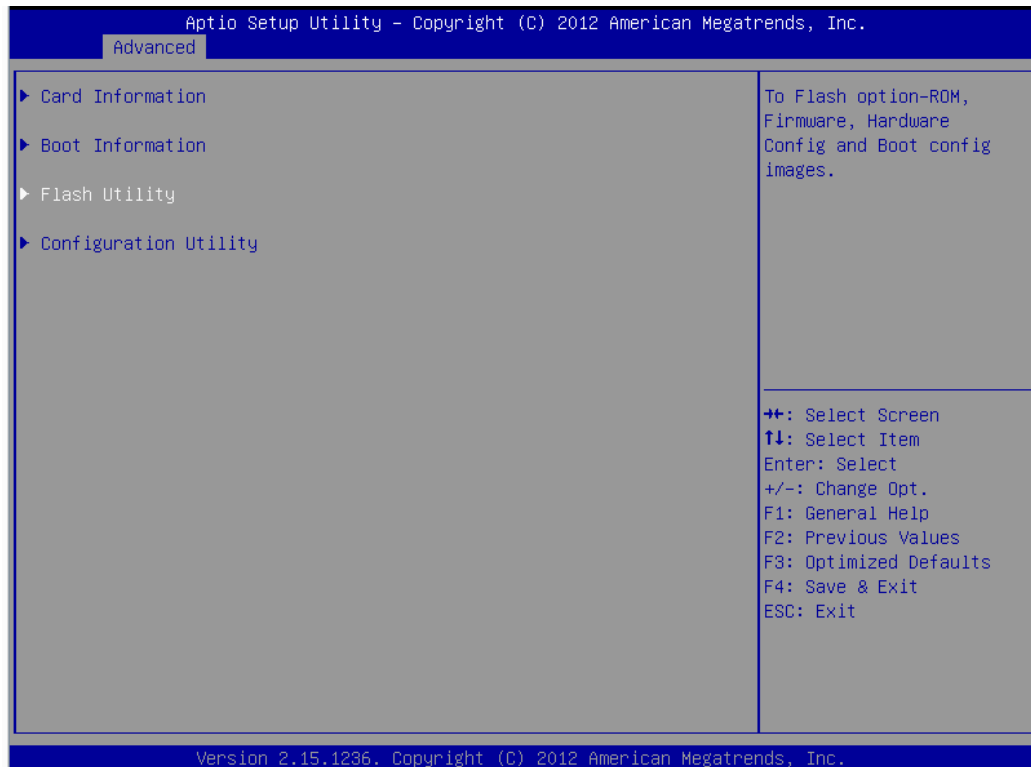 Aptio Setup Utility – Copyright (C) 2012 American Megatrends, Inc.
Advanced
▶ Card Information
▶ Boot Information
▶ Flash Utility
▶ Configuration Utility
To Flash option-ROM,
Firmware, Hardware
Config and Boot config
images.
→←: Select Screen
↑↓: Select Item
Enter: Select
+/-: Change Opt.
F1: General Help
F2: Previous Values
F3: Optimized Defaults
F4: Save & Exit
ESC: Exit
Version 2.15.1236. Copyright (C) 2012 American Megatrends, Inc.